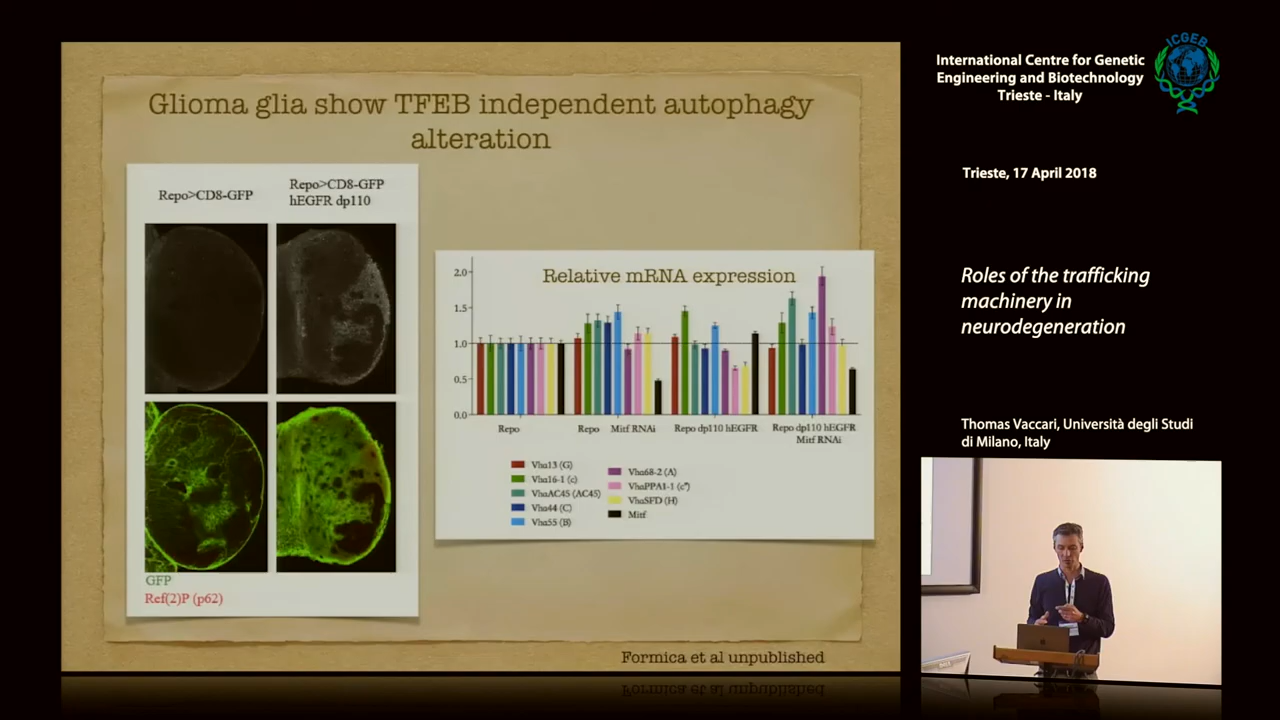 Glioma glia show TFEB independent autophagy
alteration
Repo>CD8-GFP
Repo>CD8-GFP
hEGFR dp110
GFP
Ref(2)P (p62)
Relative mRNA expression
2.0
1.5
1.0
0.5
0.0
Repo
Repo Mitf RNAi
Repo dp110 hEGFR
Repo dp110 hEGFR
Mitf RNAi
Vha13 (G)
Vha16-1 (c)
VhaAC45 (AC45)
Vha44 (C)
Vha55 (B)
Vha68-2 (A)
VhaPPA1-1 (c")
VhaSFD (H)
Mitf
Formica et al unpublished
International Centre for Genetic
Engineering and Biotechnology
Trieste - Italy
ICGEB
Trieste, 17 April 2018
Roles of the trafficking
machinery in
neurodegeneration
Thomas Vaccari, Università degli Studi
di Milano, Italy